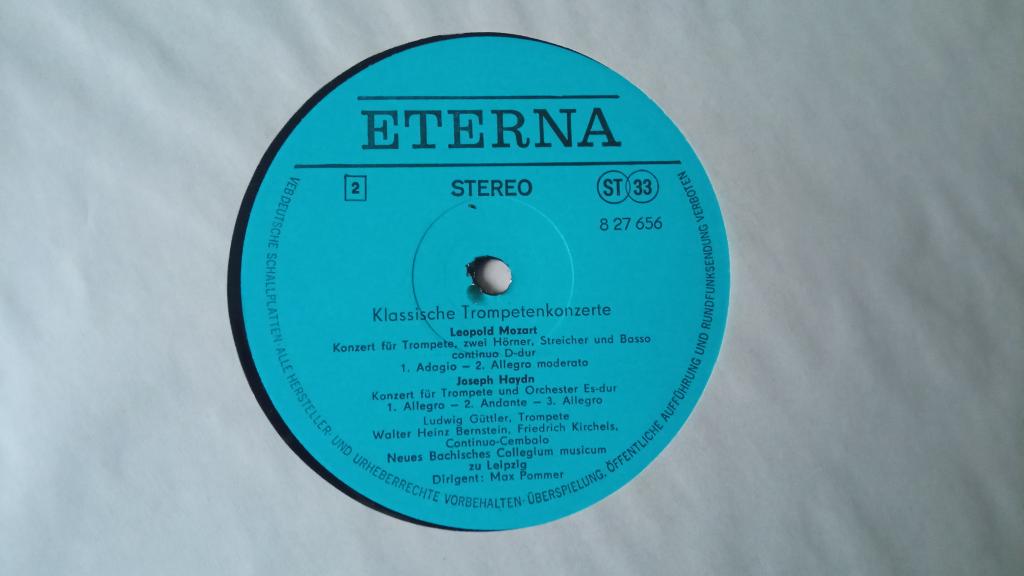 ETERNA
2
STEREO
ST 33
8 27 656
Klassische Trompetenkonzerte
Leopold Mozart
Konzert für Trompete, zwei Hörner, Streicher und Basso
continuo D-dur
1. Adagio – 2. Allegro moderato
Joseph Haydn
Konzert für Trompete und Orchester Es-dur
1. Allegro – 2. Andante – 3. Allegro
Ludwig Güttler, Trompete
Walter Heinz Bernstein, Friedrich Kircheis,
Continuo-Cembalo
Neues Bachisches Collegium musicum
zu Leipzig
Dirigent: Max Pommer
VEB DEUTSCHE SCHALLPLATTEN ALLE HERSTELLER- UND URHEBERRECHTE VORBEHALTEN · ÜBERSPIELUNG, ÖFFENTLICHE AUFFÜHRUNG UND RUNDFUNKSENDUNG VERBOTEN